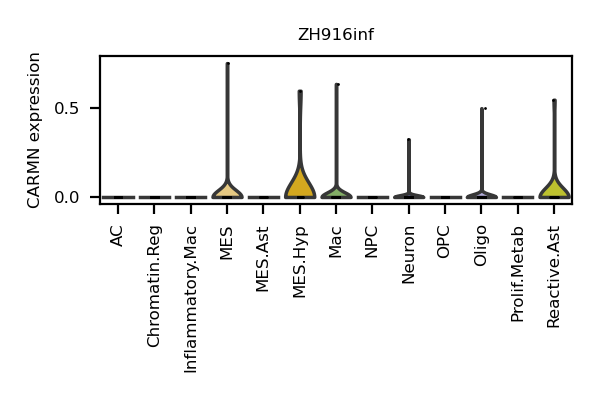 ZH916inf
CARMN expression
0.5
0.0
AC
Chromatin.Reg
Inflammatory.Mac
MES
MES.Ast
MES.Hyp
Mac
NPC
Neuron
OPC
Oligo
Prolif.Metab
Reactive.Ast